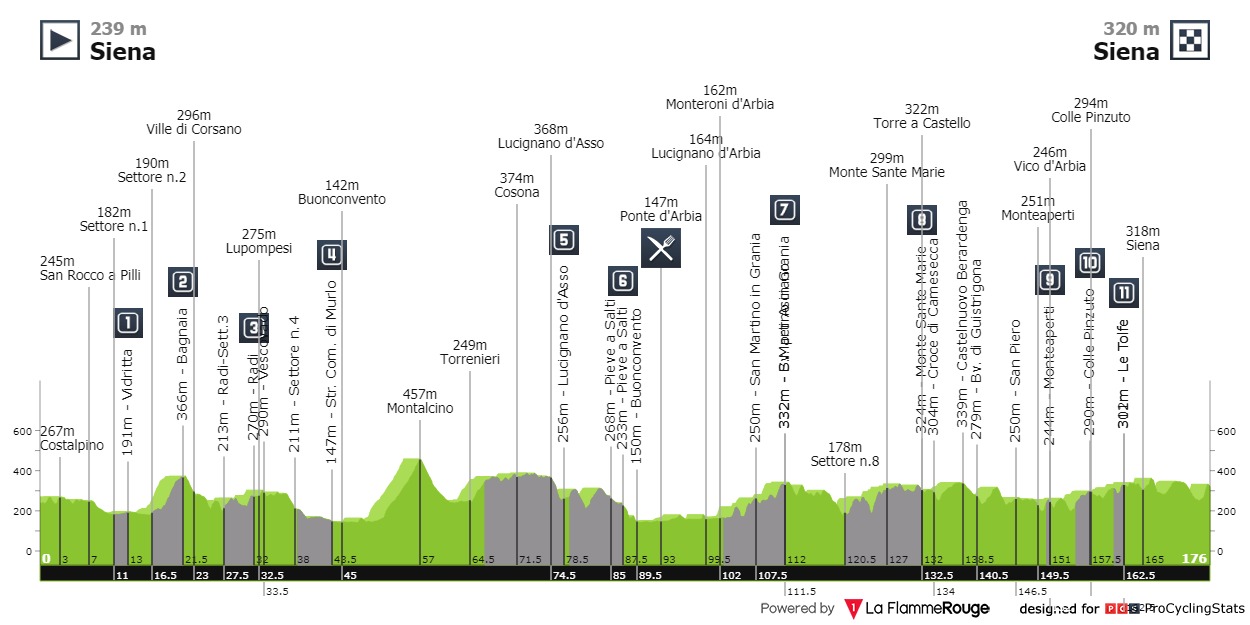 239 m
Siena
320 m
Siena
162m
Monteroni d'Arbia
296m
Ville di Corsano
368m
Lucignano d'Asso
164m
Lucignano d'Arbia
322m
Torre a Castello
294m
Colle Pinzuto
190m
Settore n.2
374m
Cosona
299m
Monte Sante Marie
246m
Vico d'Arbia
182m
Settore n.1
142m
Buonconvento
147m
Ponte d'Arbia
251m
Monteaperti
275m
Lupompesi
318m
Siena
245m
San Rocco a Pilli
249m
Torrenieri
457m
Montalcino
267m
Costalpino
178m
Settore n.8
1
2
3
4
5
6
7
8
9
10
11
191m - Vidritta
366m - Bagnaia
213m - Radi-Sett.3
270m - Radi
290m - Vescovado
211m - Settore n.4
147m - Str. Com. di Murlo
256m - Lucignano d'Asso
268m - Pieve a Salti
233m - Pieve a Salti
150m - Buonconvento
250m - San Martino in Grania
332m -
324m - Monte Sante Marie
304m - Croce di Camesecca
339m - Castelnuovo Berardenga
279m - Bv. di Guistrigona
250m - San Piero
244m - Monteaperti
290m - Colle Pinzuto
- Le Tolfe
600
400
200
0
600
400
200
0
0 3 7 13 21.5 32 38 43.5 57 64.5 71.5 78.5 87.5 93 99.5 112 120.5 127 132 138.5 151 157.5 165 176
11 16.5 23 27.5 32.5 45 74.5 85 89.5 102 107.5 132.5 140.5 149.5 162.5
33.5 111.5 134 146.5
Powered by La FlammeRouge designed for PCS ProCyclingStats